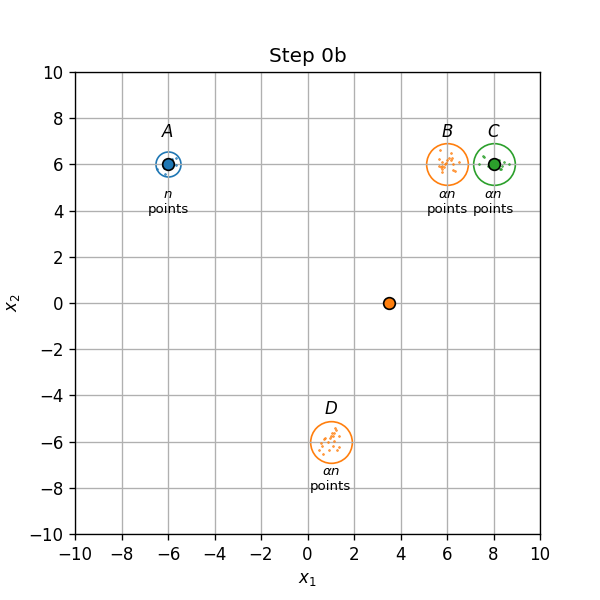 Step 0b
10
8
6
4
2
0
−2
−4
−6
−8
−10
x₂
A
n
points
B
αn
points
C
αn
points
D
αn
points
−10 −8 −6 −4 −2 0 2 4 6 8 10
x₁